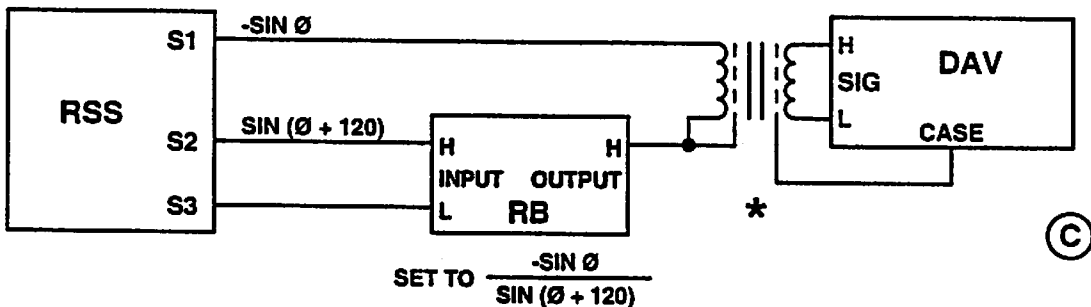 S1
-SIN Ø
H
SIG
L
DAV
CASE
RSS
S2
SIN (Ø + 120)
H
H
INPUT OUTPUT
S3
L
RB
*
C
SET TO -SIN Ø
SIN (Ø + 120)